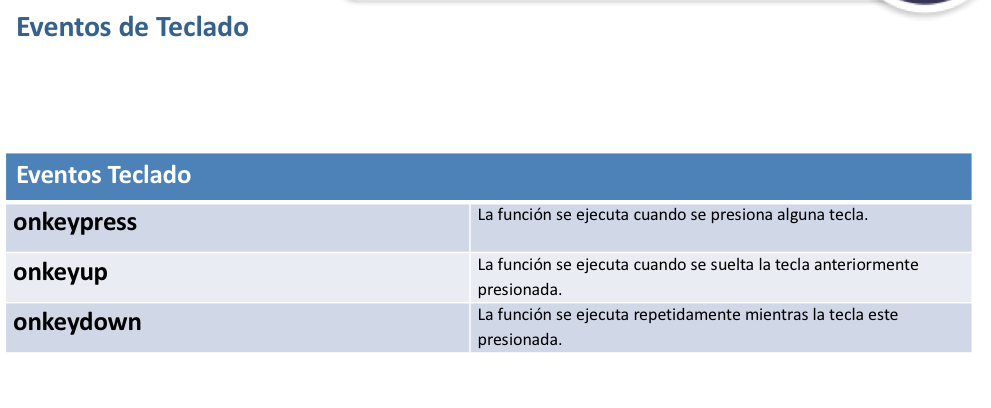 Eventos de Teclado
Eventos Teclado
onkeypress
La función se ejecuta cuando se presiona alguna tecla.
onkeyup
La función se ejecuta cuando se suelta la tecla anteriormente
presionada.
onkeydown
La función se ejecuta repetidamente mientras la tecla este
presionada.